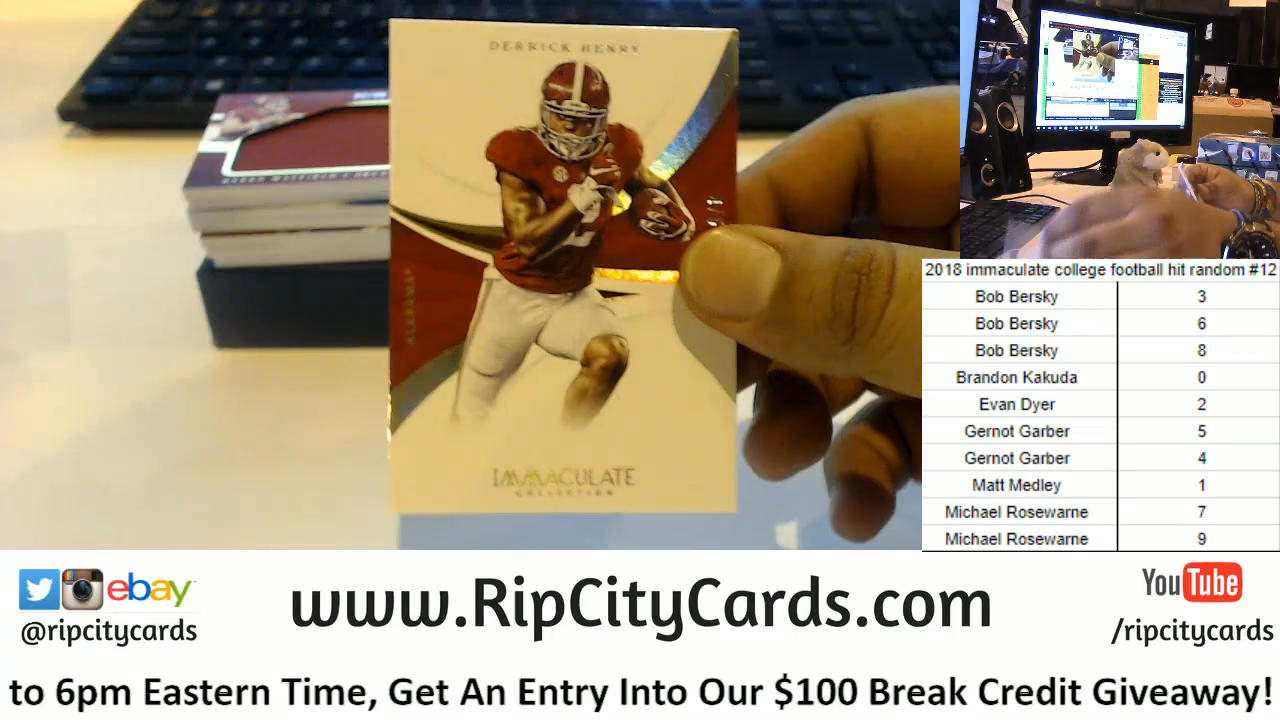 DERRICK HENRY
ALABAMA
IMMACULATE
COLLECTION
2018 immaculate college football hit random #12
Bob Bersky 3
Bob Bersky 6
Bob Bersky 8
Brandon Kakuda 0
Evan Dyer 2
Gernot Garber 5
Gernot Garber 4
Matt Medley 1
Michael Rosewarne 7
Michael Rosewarne 9
ebay
@ripcitycards
www.RipCityCards.com
YouTube
/ripcitycards
to 6pm Eastern Time, Get An Entry Into Our $100 Break Credit Giveaway!